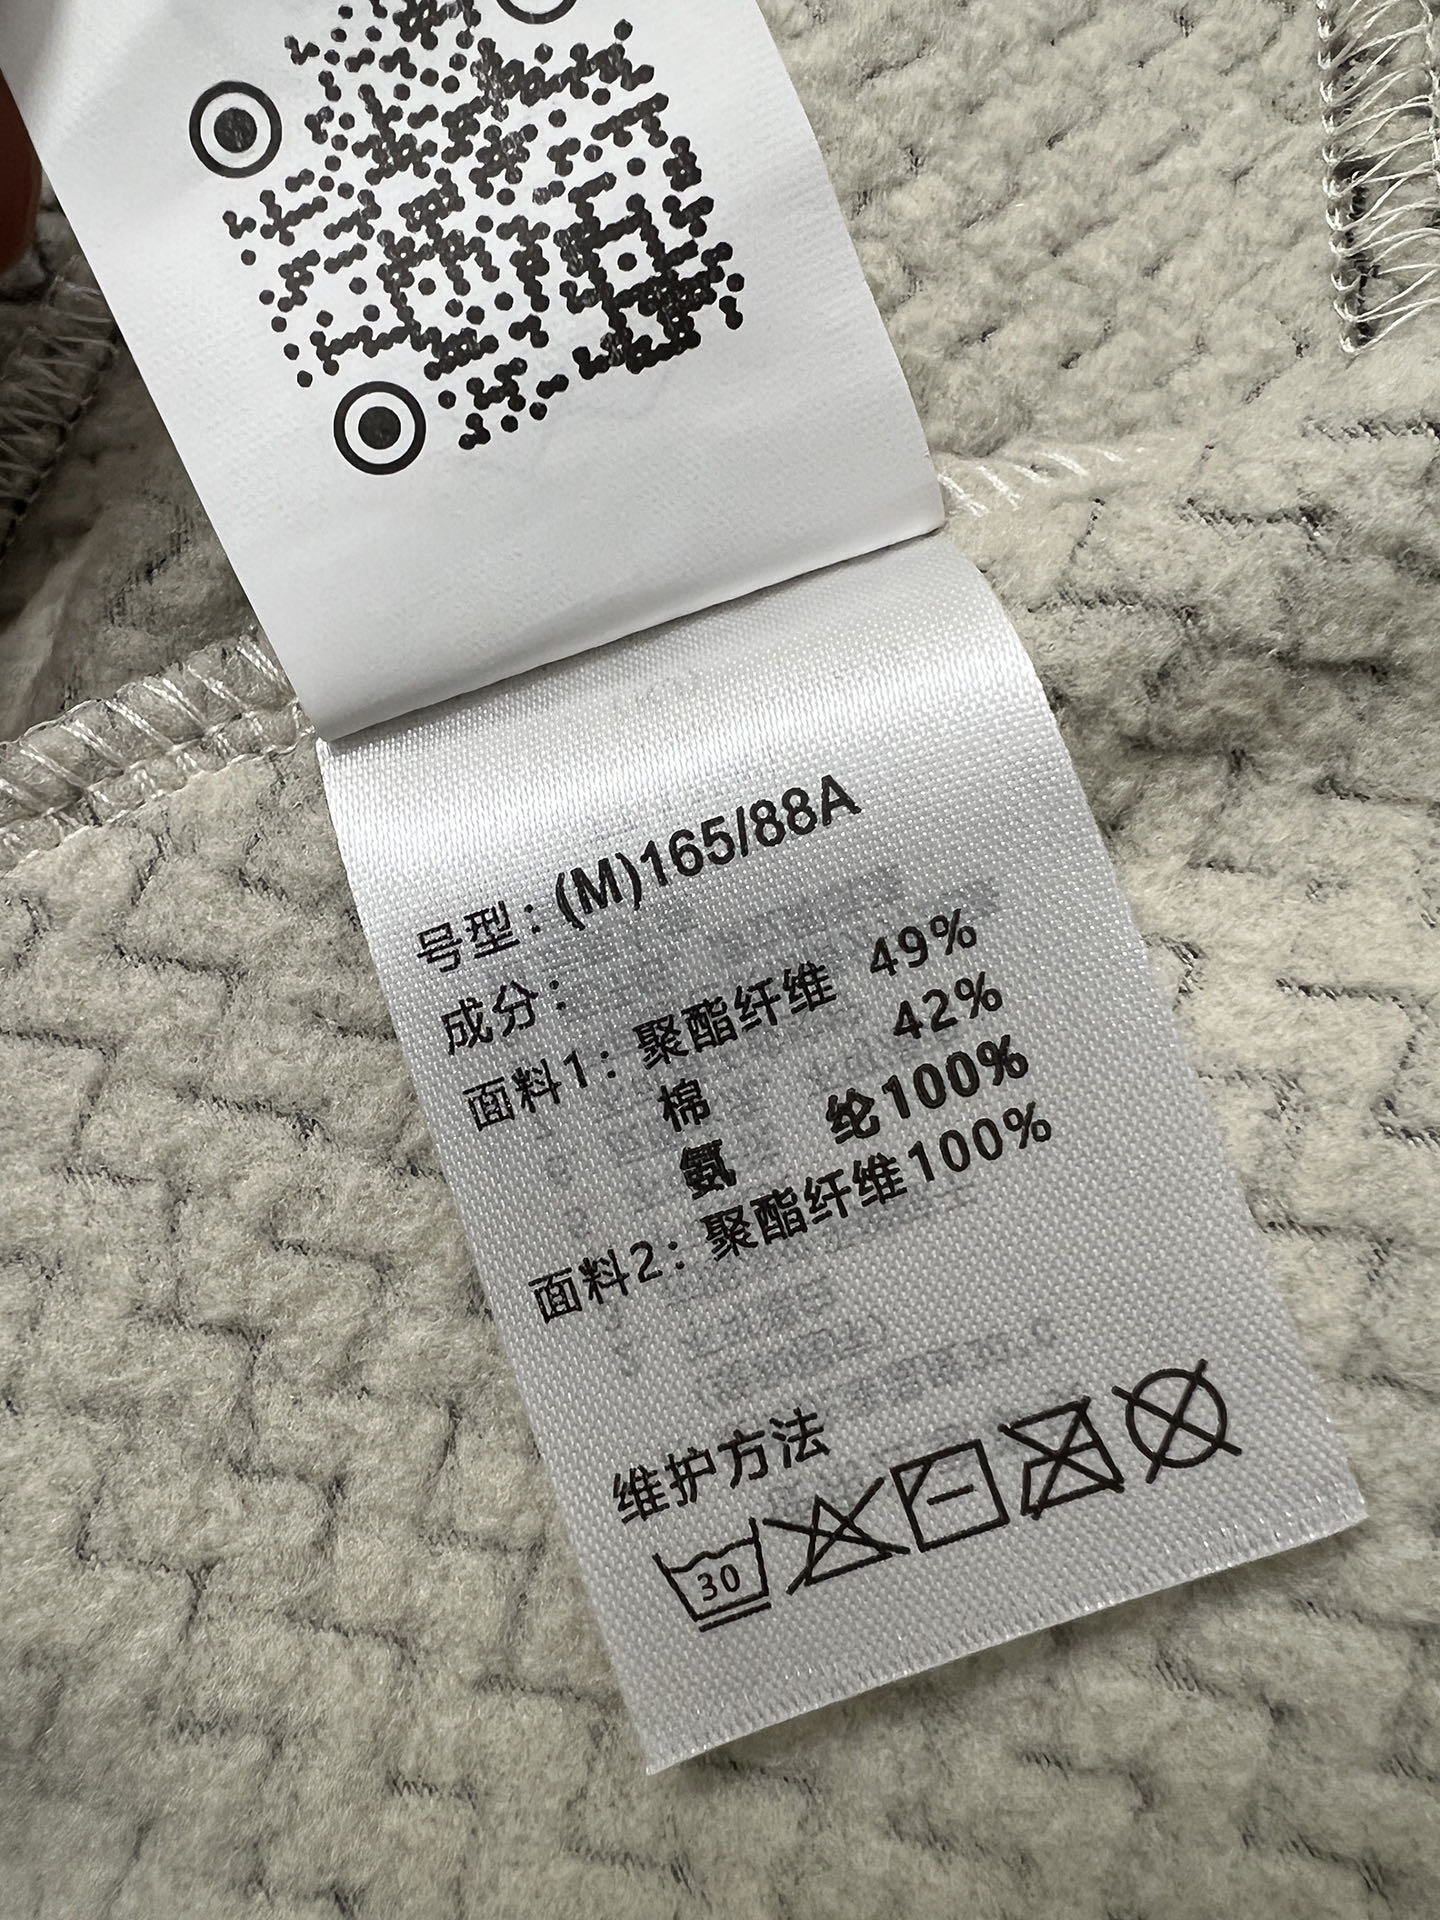 号型：(M)165/88A
成分：
面料1：聚酯纤维 49%
棉 42%
氨 纶100%
面料2：聚酯纤维100%
维护方法
30